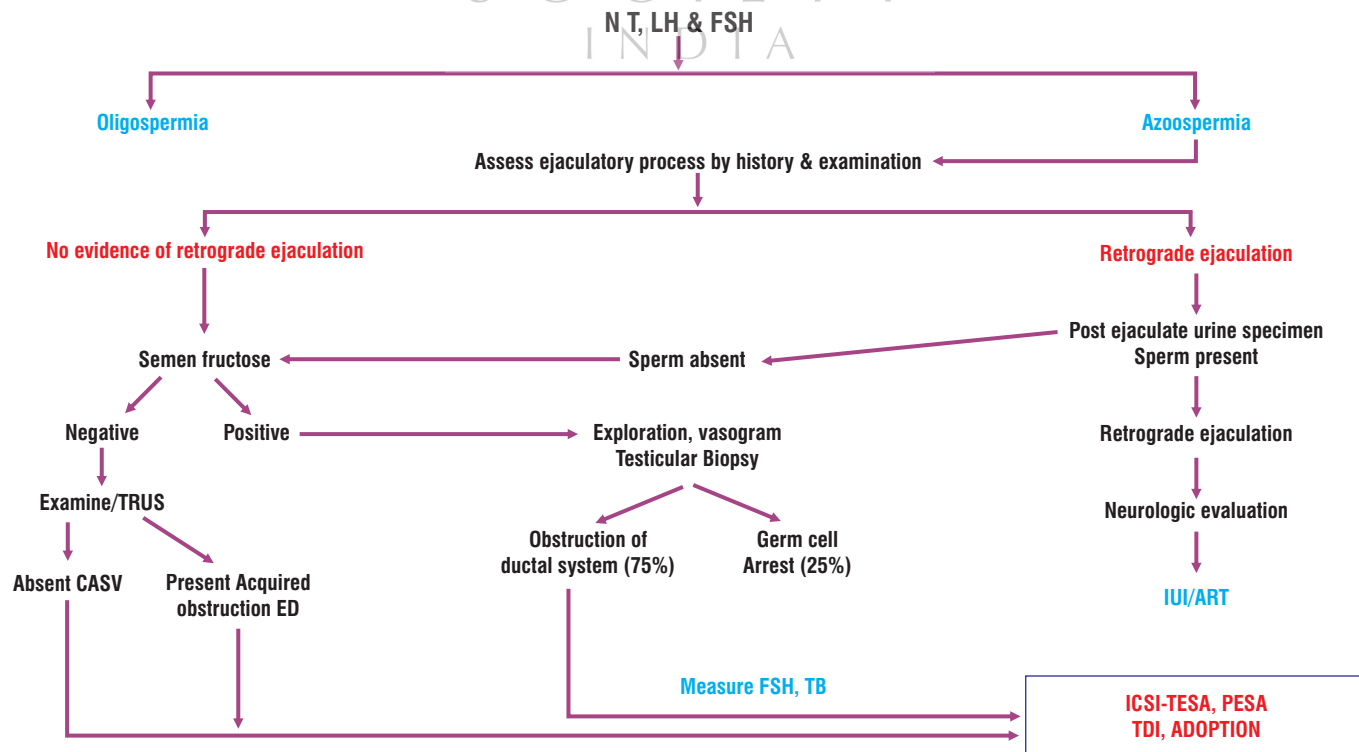 SOCIETY
INDIA
N T, LH & FSH
Oligospermia
Azoospermia
Assess ejaculatory process by history & examination
No evidence of retrograde ejaculation
Retrograde ejaculation
Post ejaculate urine specimen
Sperm present
Semen fructose
Sperm absent
Negative
Positive
Exploration, vasogram
Testicular Biopsy
Retrograde ejaculation
Examine/TRUS
Neurologic evaluation
Obstruction of
ductal system (75%)
Germ cell
Arrest (25%)
Absent CASV
Present Acquired
obstruction ED
IUI/ART
Measure FSH, TB
ICSI-TESA, PESA
TDI, ADOPTION